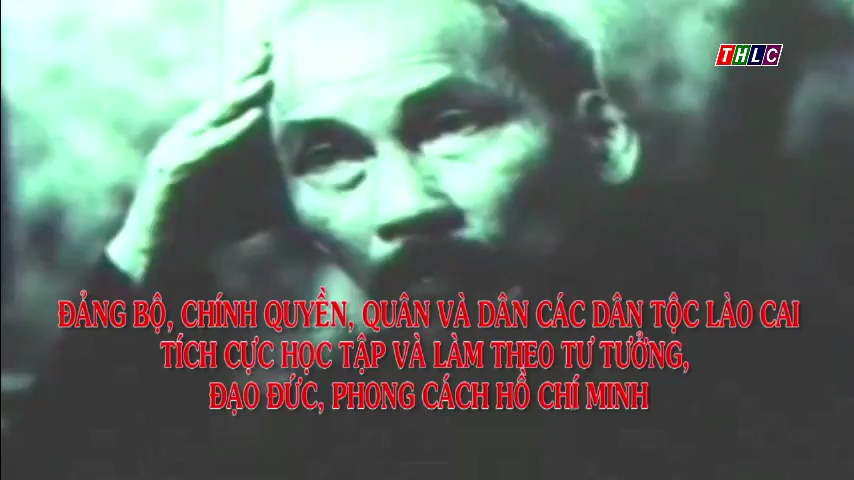 THLC
ĐẢNG BỘ, CHÍNH QUYỀN, QUÂN VÀ DÂN CÁC DÂN TỘC LÀO CAI
TÍCH CỰC HỌC TẬP VÀ LÀM THEO TƯ TƯỞNG,
ĐẠO ĐỨC, PHONG CÁCH HỒ CHÍ MINH